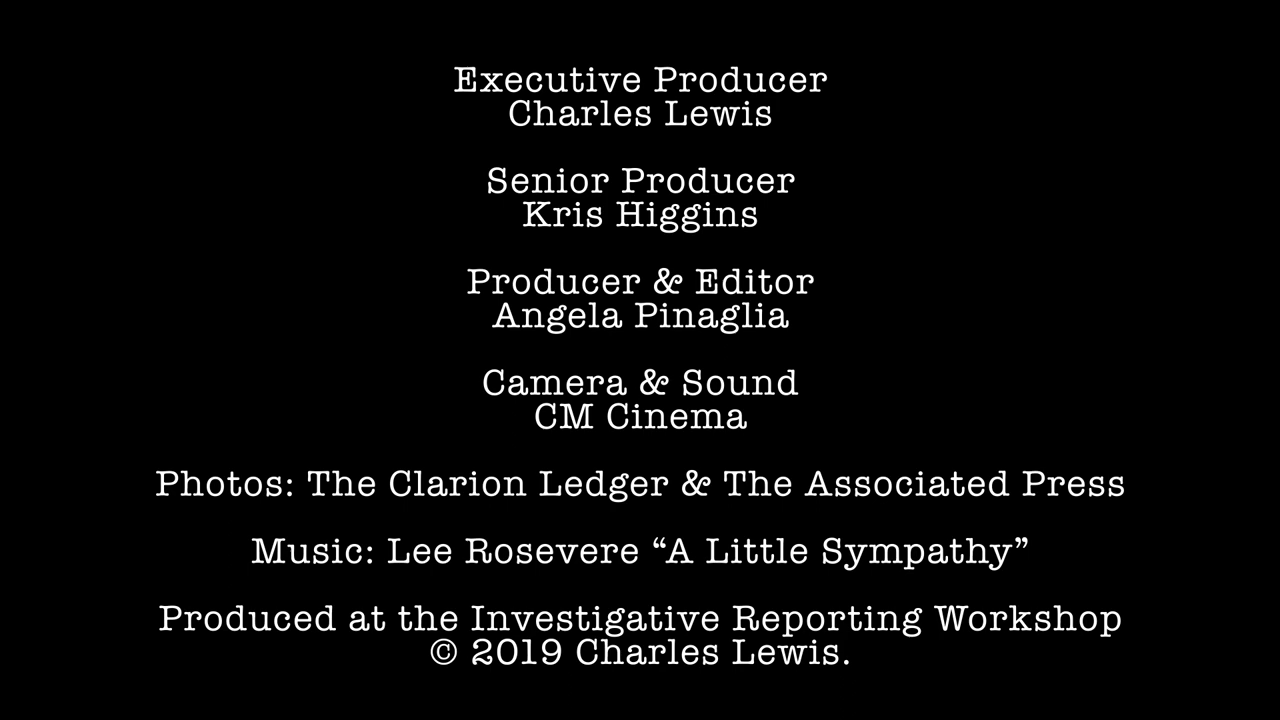 Executive Producer
Charles Lewis
Senior Producer
Kris Higgins
Producer & Editor
Angela Pinaglia
Camera & Sound
CM Cinema
Photos: The Clarion Ledger & The Associated Press
Music: Lee Rosevere “A Little Sympathy”
Produced at the Investigative Reporting Workshop
© 2019 Charles Lewis.